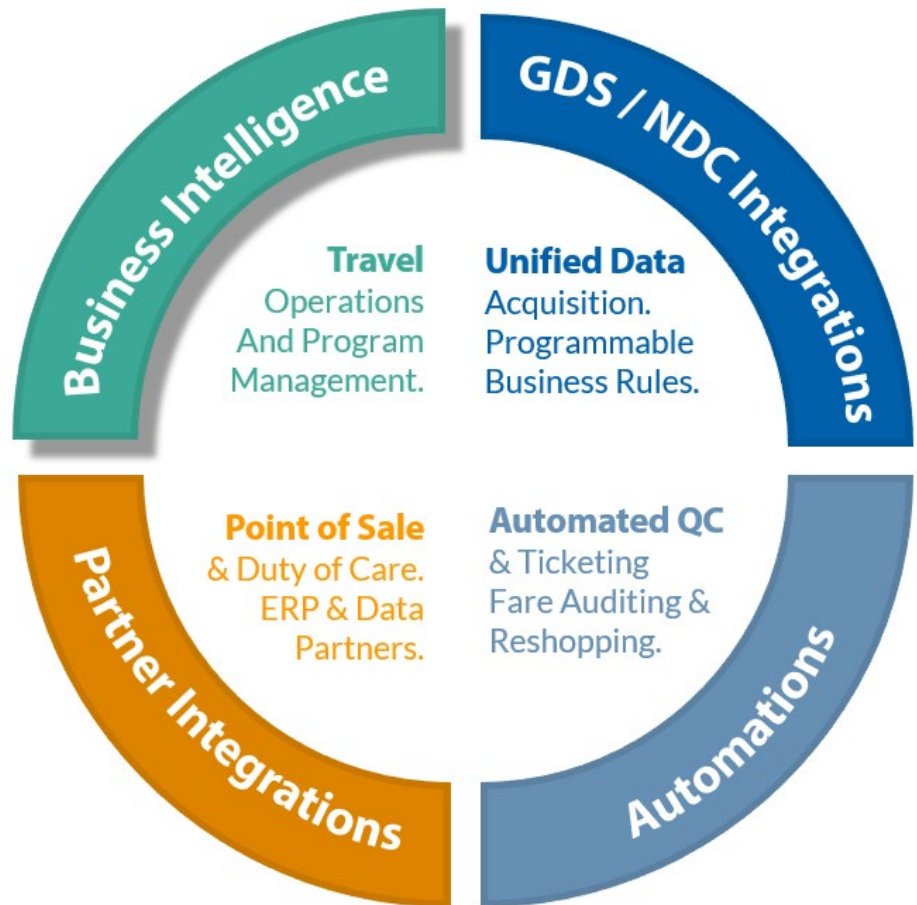 Business Intelligence
Travel
Operations
And Program
Management.
GDS / NDC Integrations
Unified Data
Acquisition.
Programmable
Business Rules.
Partner Integrations
Point of Sale
& Duty of Care.
ERP & Data
Partners.
Automations
Automated QC
& Ticketing
Fare Auditing &
Reshopping.